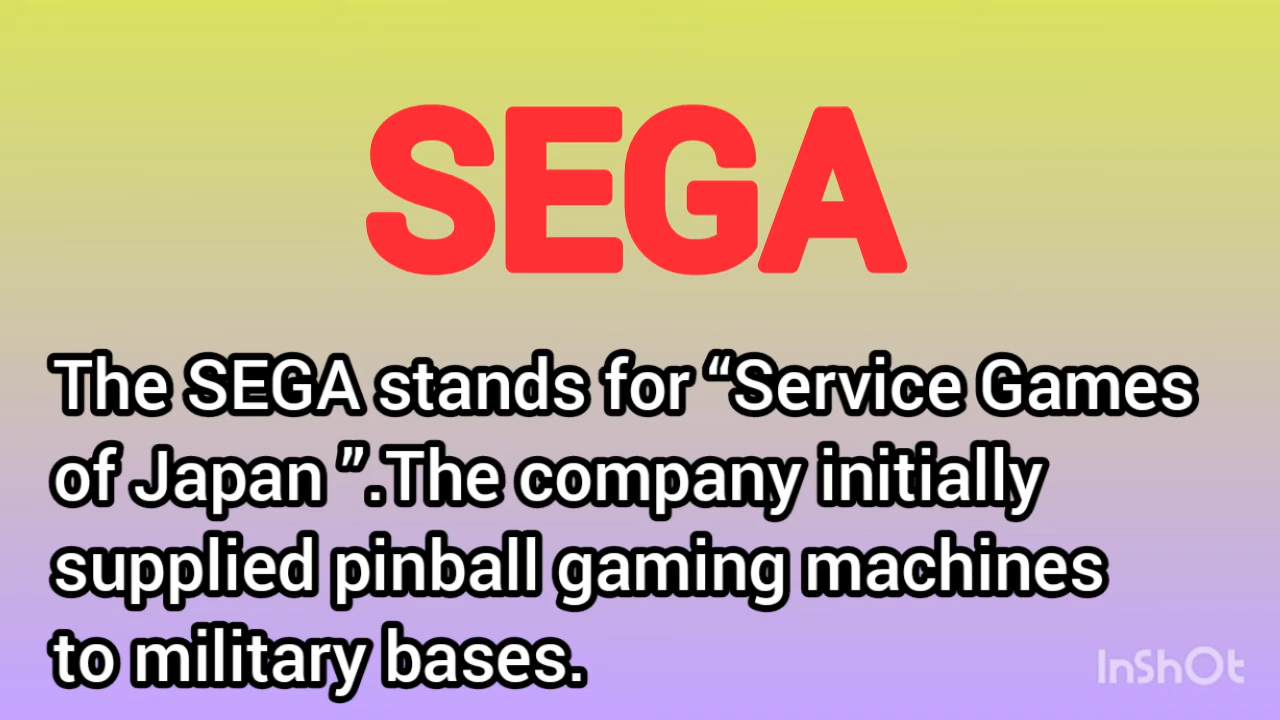 SEGA
The SEGA stands for “Service Games
of Japan ”.The company initially
supplied pinball gaming machines
to military bases.
InShOt